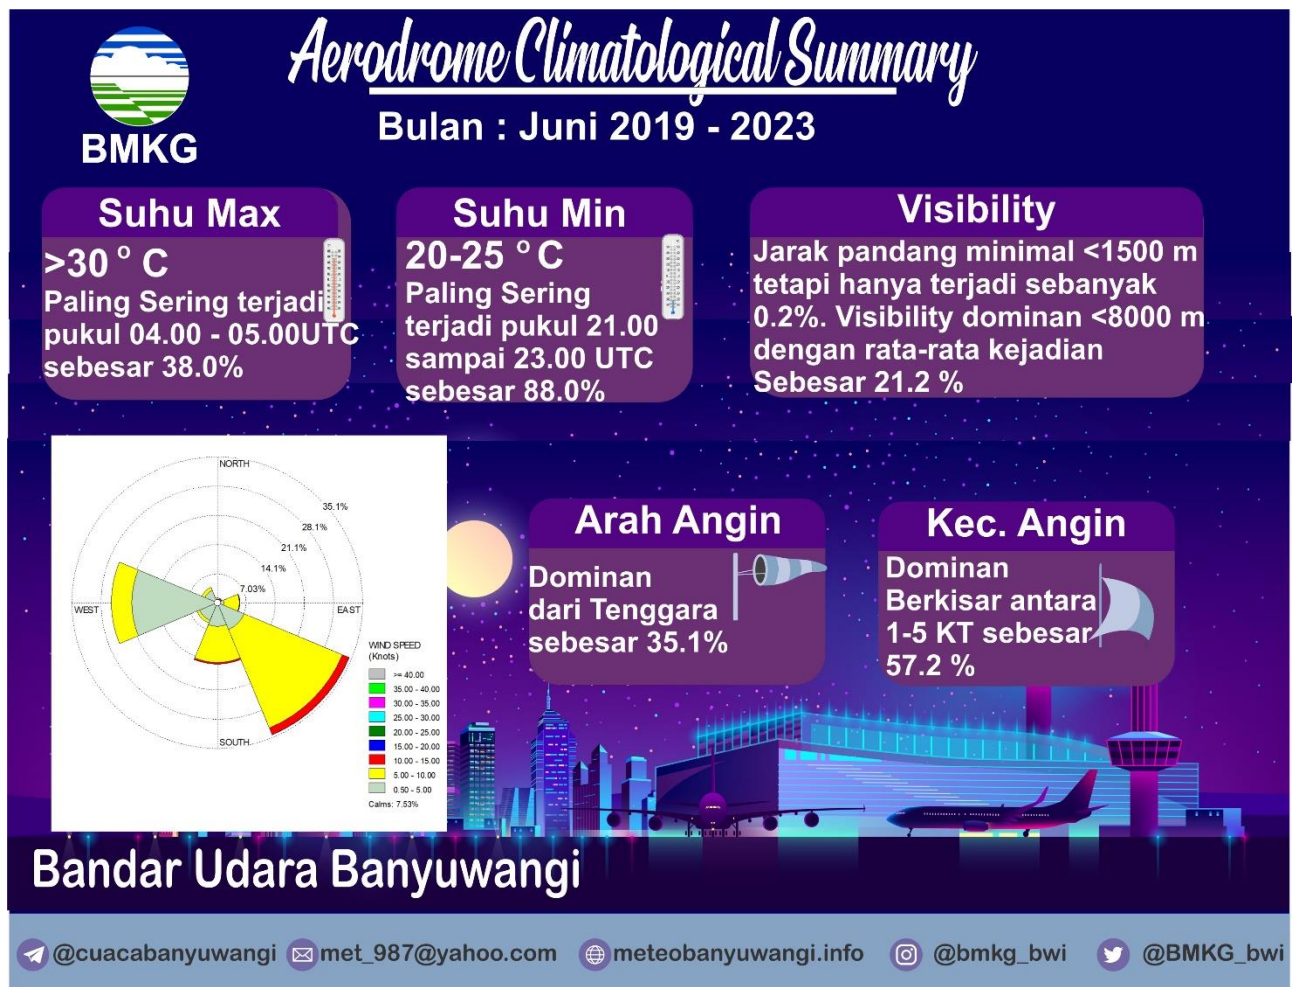 Aerodrome Climatological Summary
Bulan : Juni 2019 - 2023
BMKG
Suhu Max
>30 ° C
Paling Sering terjadi
pukul 04.00 - 05.00UTC
sebesar 38.0%
Suhu Min
20-25 ° C
Paling Sering
terjadi pukul 21.00
sampai 23.00 UTC
sebesar 88.0%
Visibility
Jarak pandang minimal <1500 m
tetapi hanya terjadi sebanyak
0.2%. Visibility dominan <8000 m
dengan rata-rata kejadian
Sebesar 21.2 %
NORTH
35.1%
28.1%
21.1%
14.1%
7.03%
WEST
EAST
SOUTH
WIND SPEED
(Knots)
>= 40.00
35.00 - 40.00
30.00 - 35.00
25.00 - 30.00
20.00 - 25.00
15.00 - 20.00
10.00 - 15.00
5.00 - 10.00
0.50 - 5.00
Calms: 7.53%
Arah Angin
Dominan
dari Tenggara
sebesar 35.1%
Kec. Angin
Dominan
Berkisar antara
1-5 KT sebesar
57.2 %
Bandar Udara Banyuwangi
@cuacabanyuwangi met_987@yahoo.com meteobanyuwangi.info @bmkg_bwi @BMKG_bwi